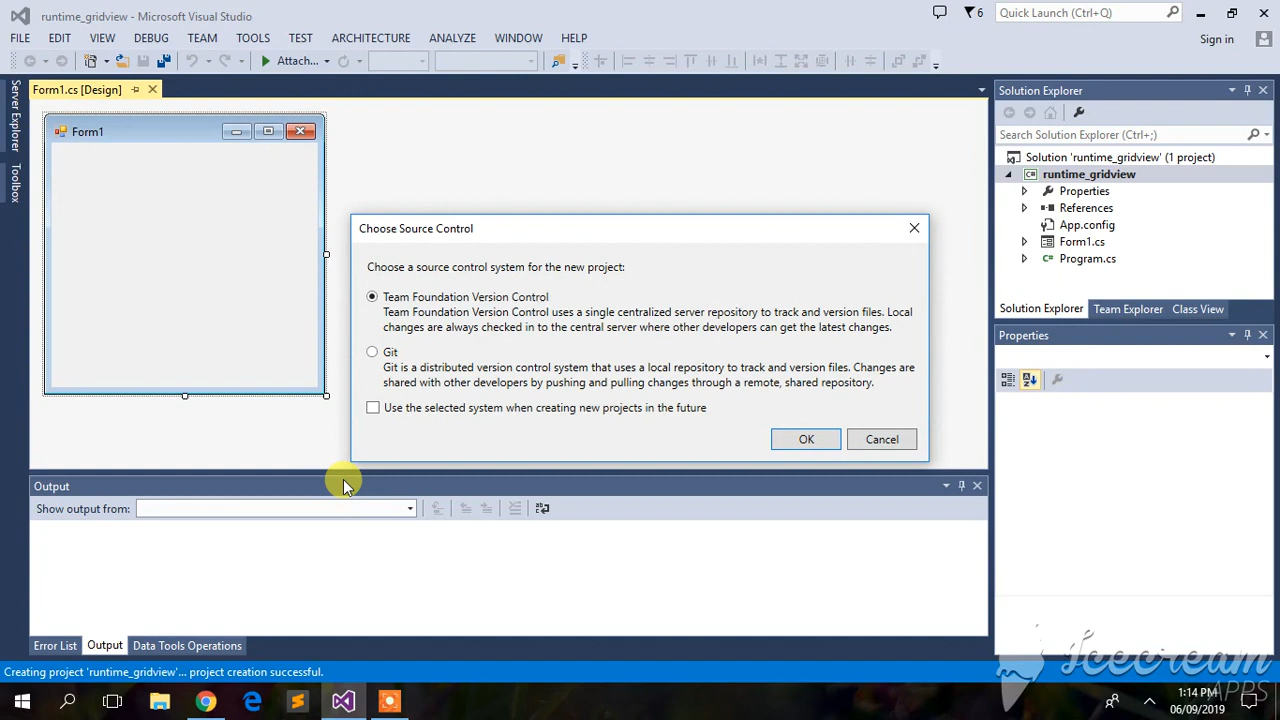 runtime_gridview - Microsoft Visual Studio
6
Quick Launch (Ctrl+Q)
FILE EDIT VIEW DEBUG TEAM TOOLS TEST ARCHITECTURE ANALYZE WINDOW HELP
Sign in
Attach...
Server Explorer
Toolbox
Form1.cs [Design]
Form1
Choose Source Control
Choose a source control system for the new project:
Team Foundation Version Control
Team Foundation Version Control uses a single centralized server repository to track and version files. Local
changes are always checked in to the central server where other developers can get the latest changes.
Git
Git is a distributed version control system that uses a local repository to track and version files. Changes are
shared with other developers by pushing and pulling changes through a remote, shared repository.
Use the selected system when creating new projects in the future
OK Cancel
Solution Explorer
Search Solution Explorer (Ctrl+;)
Solution 'runtime_gridview' (1 project)
C# runtime_gridview
Properties
References
App.config
Form1.cs
C# Program.cs
Solution Explorer Team Explorer Class View
Properties
Output
Show output from:
Error List Output Data Tools Operations
Creating project 'runtime_gridview'... project creation successful.
Icecream
APPS
1:14 PM
06/09/2019